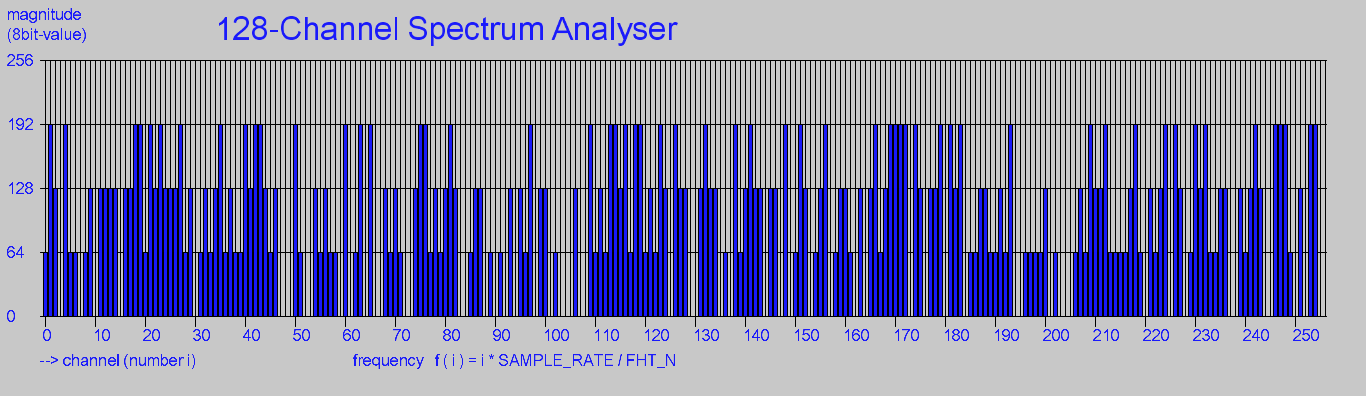 magnitude
(8bit-value)
128-Channel Spectrum Analyser
256
192
128
64
0
0 10 20 30 40 50 60 70 80 90 100 110 120 130 140 150 160 170 180 190 200 210 220 230 240 250
--> channel (number i) frequency f ( i ) = i * SAMPLE_RATE / FHT_N